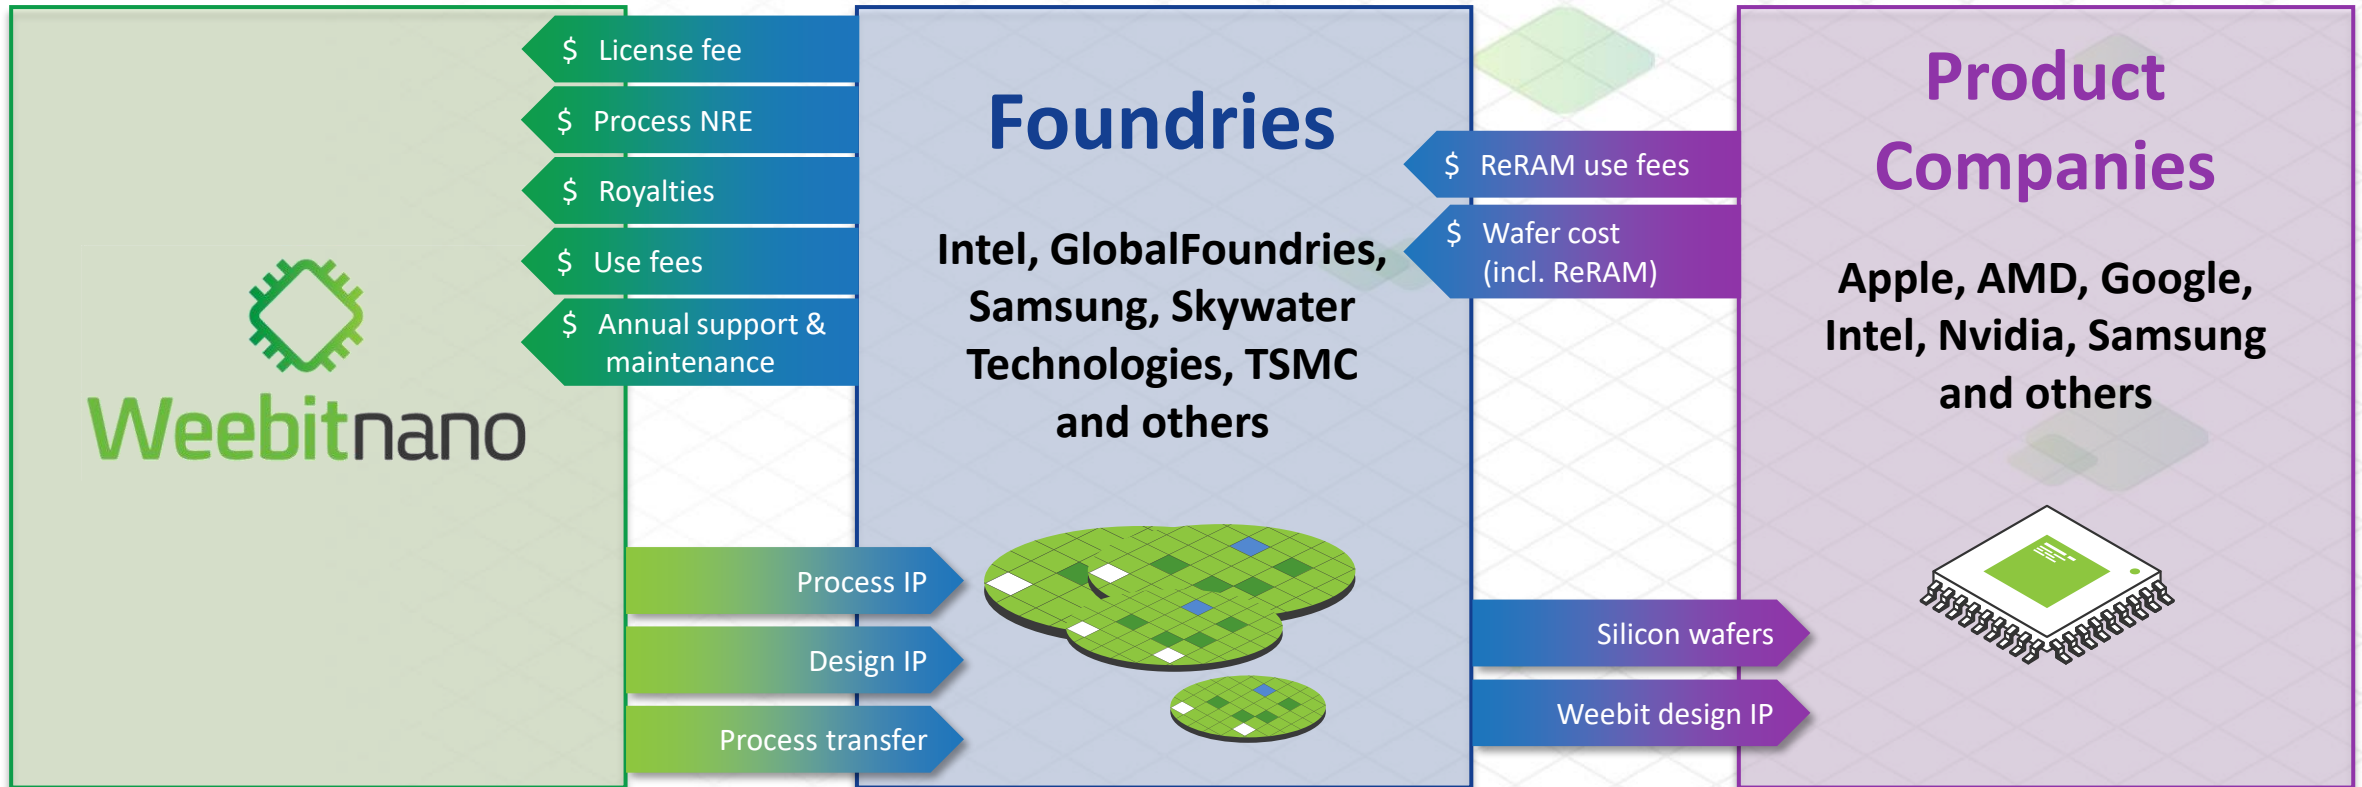 Weebitnano
$ License fee
$ Process NRE
$ Royalties
$ Use fees
$ Annual support &
maintenance
Process IP
Design IP
Process transfer
Foundries
Intel, GlobalFoundries,
Samsung, Skywater
Technologies, TSMC
and others
$ ReRAM use fees
$ Wafer cost
(incl. ReRAM)
Silicon wafers
Weebit design IP
Product
Companies
Apple, AMD, Google,
Intel, Nvidia, Samsung
and others